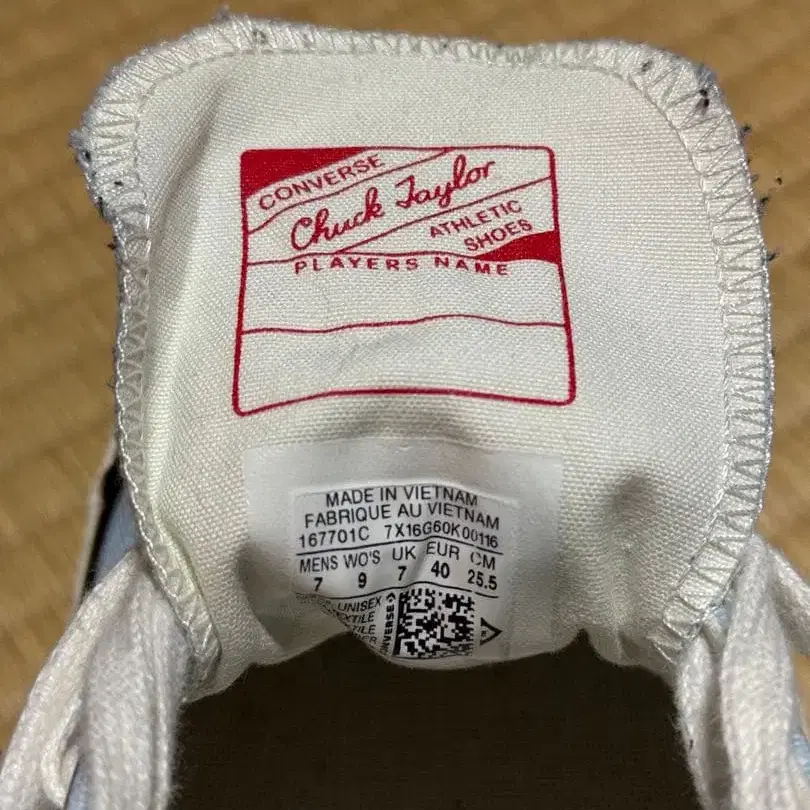 CONVERSE
Chuck Taylor
ATHLETIC
SHOES
PLAYERS NAME
MADE IN VIETNAM
FABRIQUE AU VIETNAM
167701C 7X16G60K00116
MENS WO'S UK EUR CM
7 9 7 40 25.5
UNISEX
CONVERSE